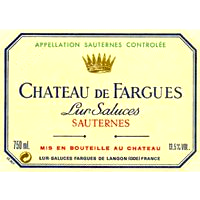 APPELLATION SAUTERNES CONTRÔLÉE
CHATEAU DE FARGUES
Lur Saluces
SAUTERNES
750 ml. 13,5% VOL.
MIS EN BOUTEILLE AU CHATEAU
LUR-SALUCES FARGUES DE LANGON (GDE) FRANCE